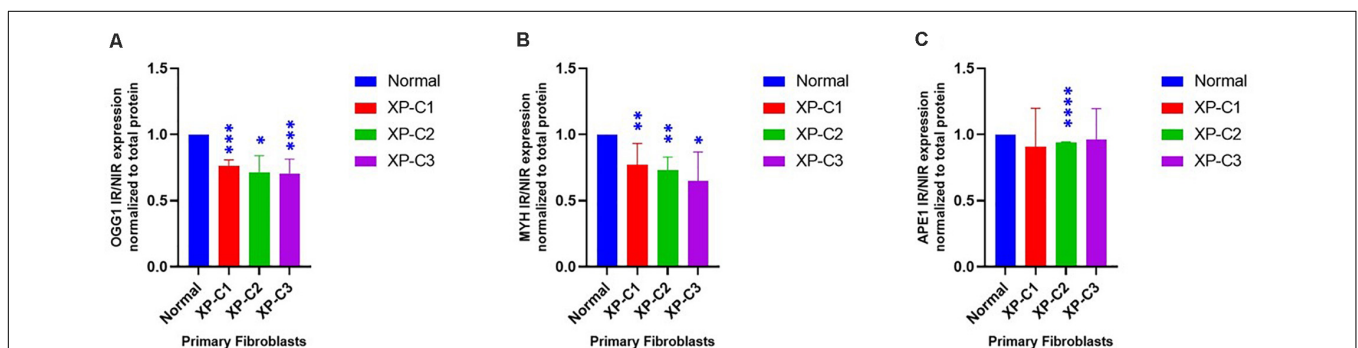 A
OGG1 IR/NIR expression
normalized to total protein
1.5
1.0
0.5
0.0
***
*
***
Normal
XP-C1
XP-C2
XP-C3
Primary Fibroblasts
Normal
XP-C1
XP-C2
XP-C3
B
MYH IR/NIR expression
normalized to total protein
1.5
1.0
0.5
0.0
**
**
*
Normal
XP-C1
XP-C2
XP-C3
Primary Fibroblasts
Normal
XP-C1
XP-C2
XP-C3
C
APE1 IR/NIR expression
normalized to total protein
1.5
1.0
0.5
0.0
****
Normal
XP-C1
XP-C2
XP-C3
Primary Fibroblasts
Normal
XP-C1
XP-C2
XP-C3